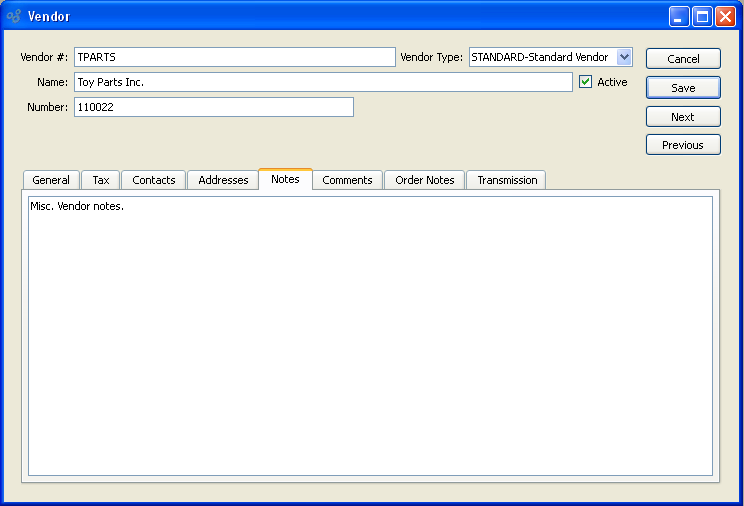 Vendor
Vendor #: TPARTS Vendor Type: STANDARD-Standard Vendor Cancel
Name: Toy Parts Inc. Active Save
Number: 110022 Next
Previous
General Tax Contacts Addresses Notes Comments Order Notes Transmission
Misc. Vendor notes.